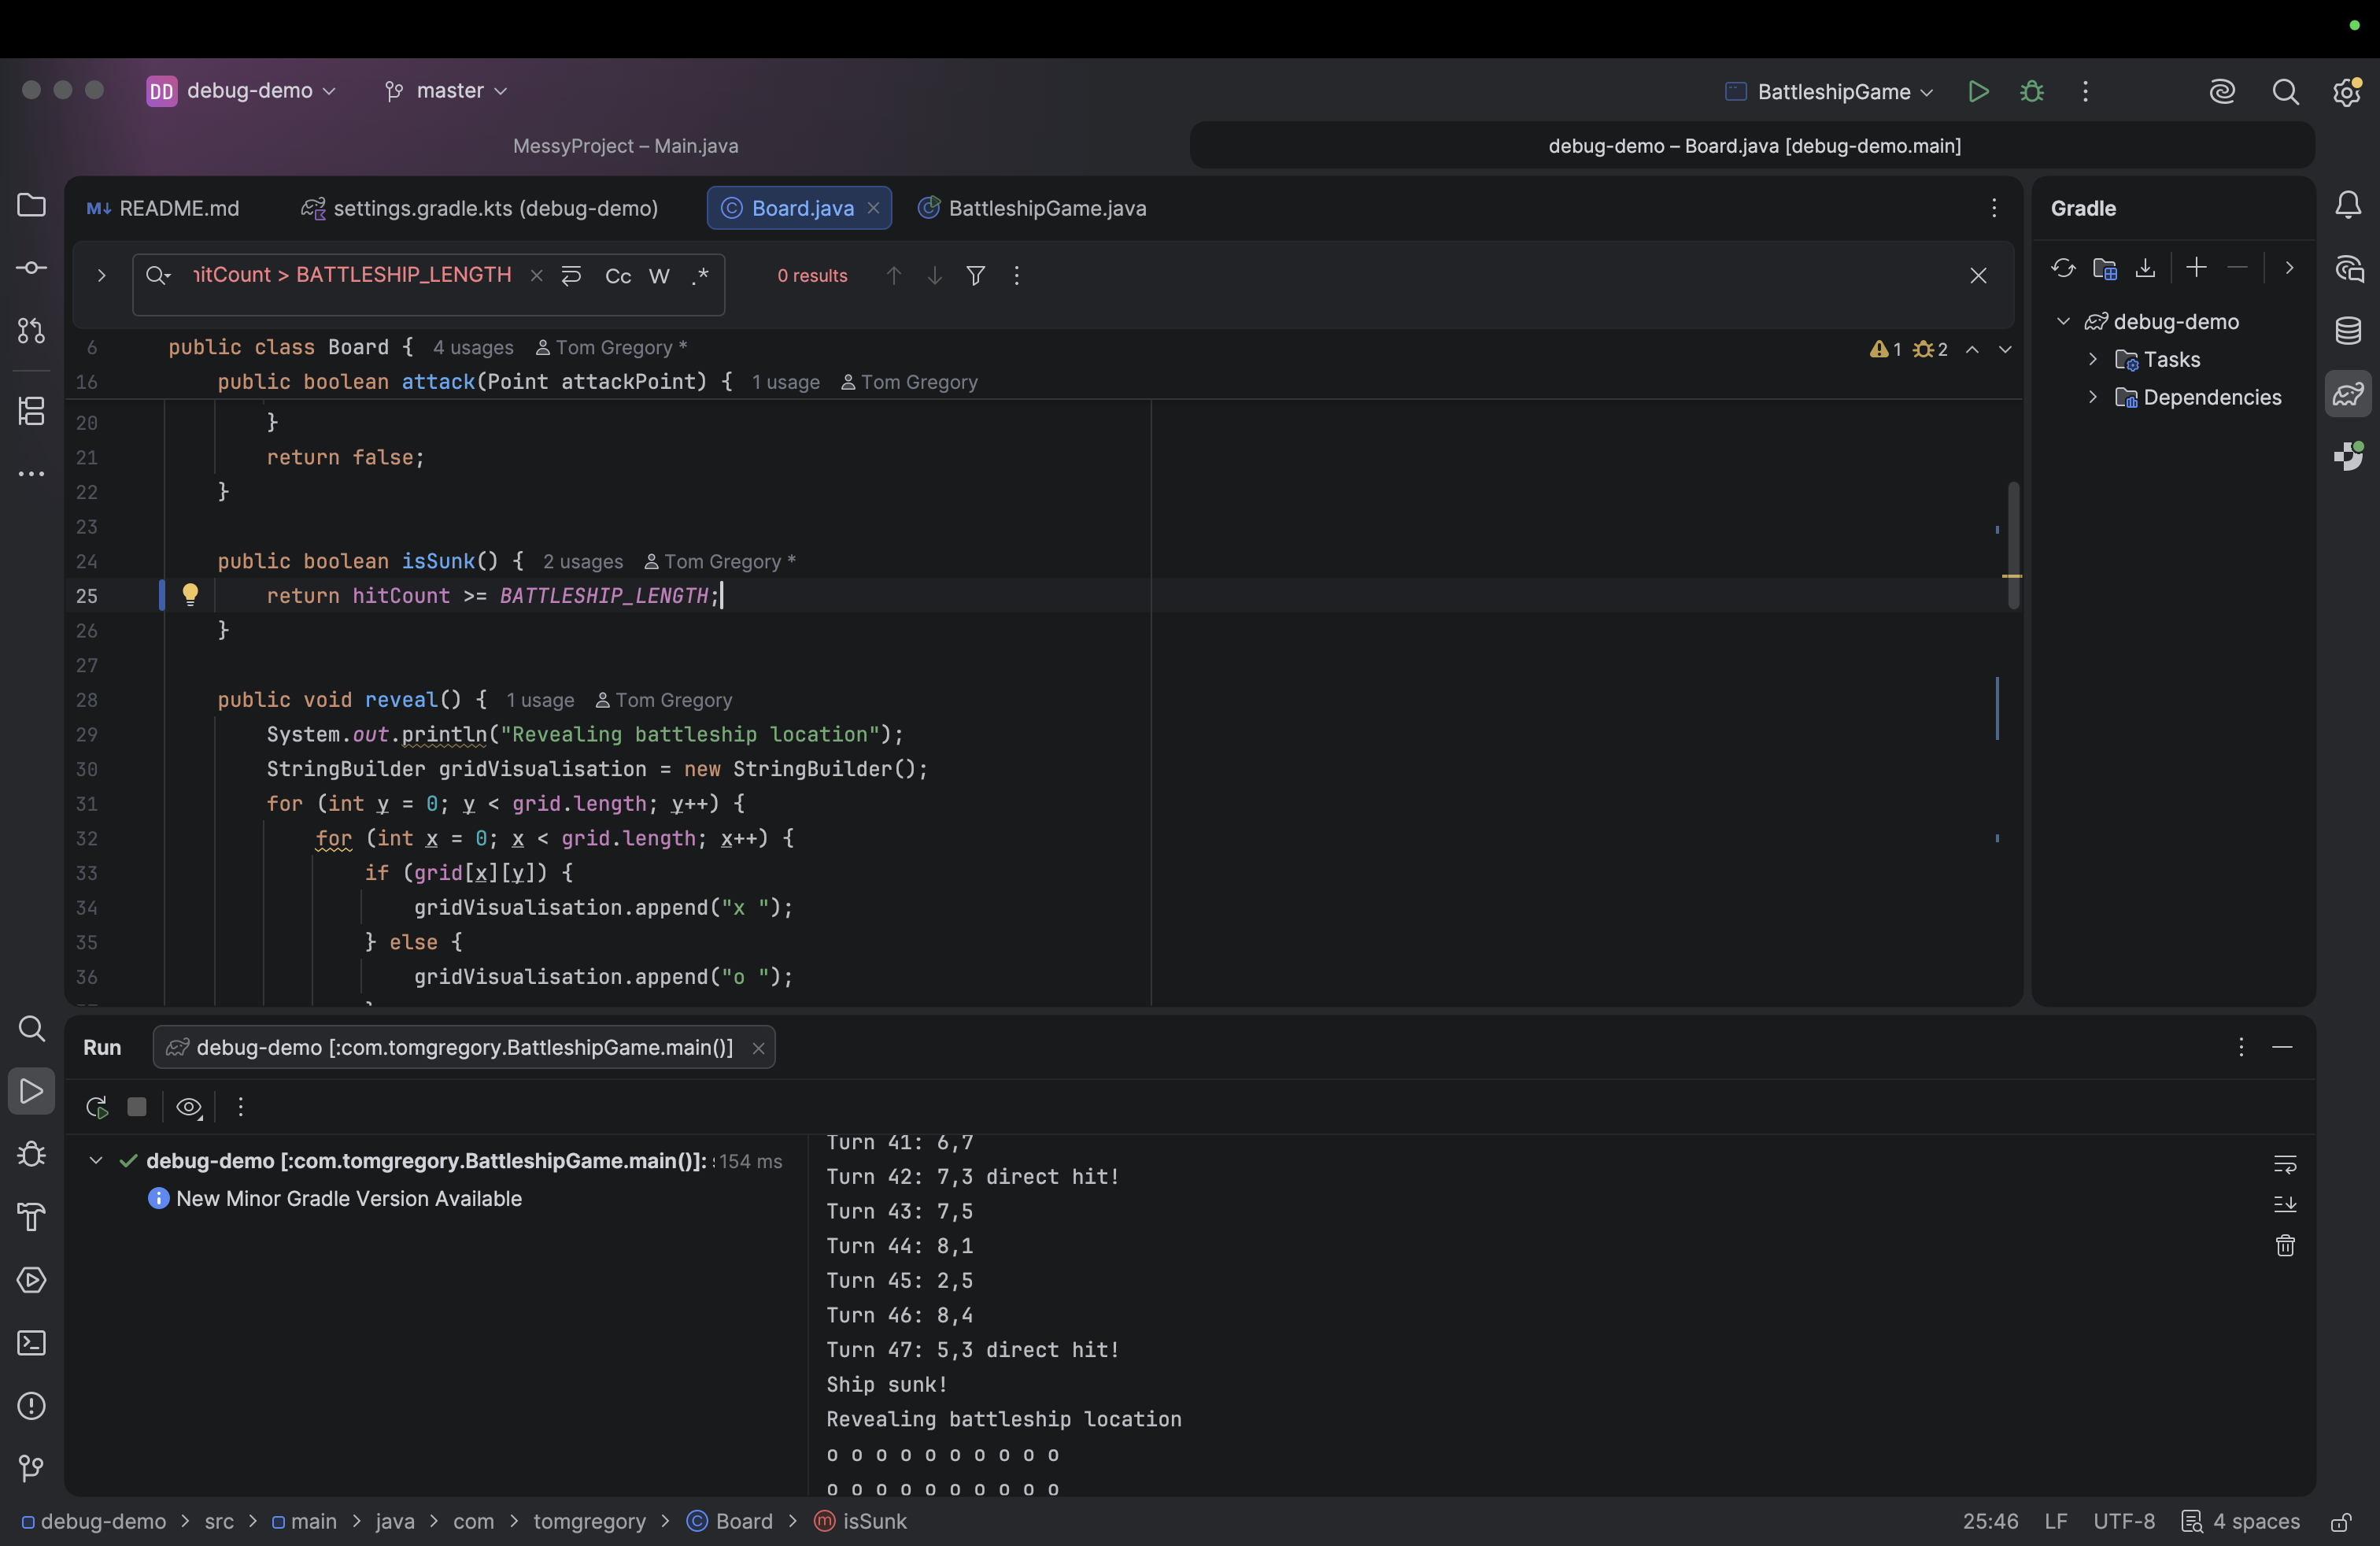 DD debug-demo master BattleshipGame
MessyProject – Main.java debug-demo – Board.java [debug-demo.main]
M↓ README.md settings.gradle.kts (debug-demo) Board.java BattleshipGame.java Gradle
hitCount > BATTLESHIP_LENGTH Cc W .* 0 results
debug-demo
Tasks
Dependencies
6 public class Board { 4 usages Tom Gregory * 1 2
16 public boolean attack(Point attackPoint) { 1 usage Tom Gregory
20 }
21 return false;
22 }
23
24 public boolean isSunk() { 2 usages Tom Gregory *
25 return hitCount >= BATTLESHIP_LENGTH;
26 }
27
28 public void reveal() { 1 usage Tom Gregory
29 System.out.println("Revealing battleship location");
30 StringBuilder gridVisualisation = new StringBuilder();
31 for (int y = 0; y < grid.length; y++) {
32 for (int x = 0; x < grid.length; x++) {
33 if (grid[x][y]) {
34 gridVisualisation.append("x ");
35 } else {
36 gridVisualisation.append("o ");
Run debug-demo [:com.tomgregory.BattleshipGame.main()]
debug-demo [:com.tomgregory.BattleshipGame.main()]: 154 ms
New Minor Gradle Version Available
Turn 41: 6,7
Turn 42: 7,3 direct hit!
Turn 43: 7,5
Turn 44: 8,1
Turn 45: 2,5
Turn 46: 8,4
Turn 47: 5,3 direct hit!
Ship sunk!
Revealing battleship location
o o o o o o o o o o
o o o o o o o o o o
debug-demo > src > main > java > com > tomgregory > Board > m isSunk 25:46 LF UTF-8 4 spaces